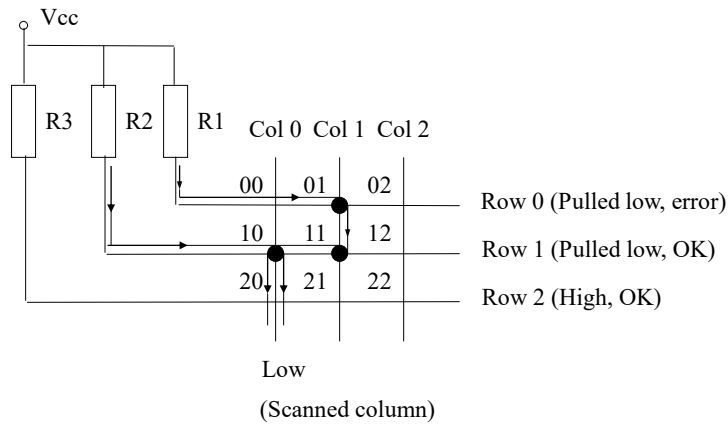 Vcc
R3 R2 R1
Col 0 Col 1 Col 2
00 01 02
Row 0 (Pulled low, error)
10 11 12
Row 1 (Pulled low, OK)
20 21 22
Row 2 (High, OK)
Low
(Scanned column)